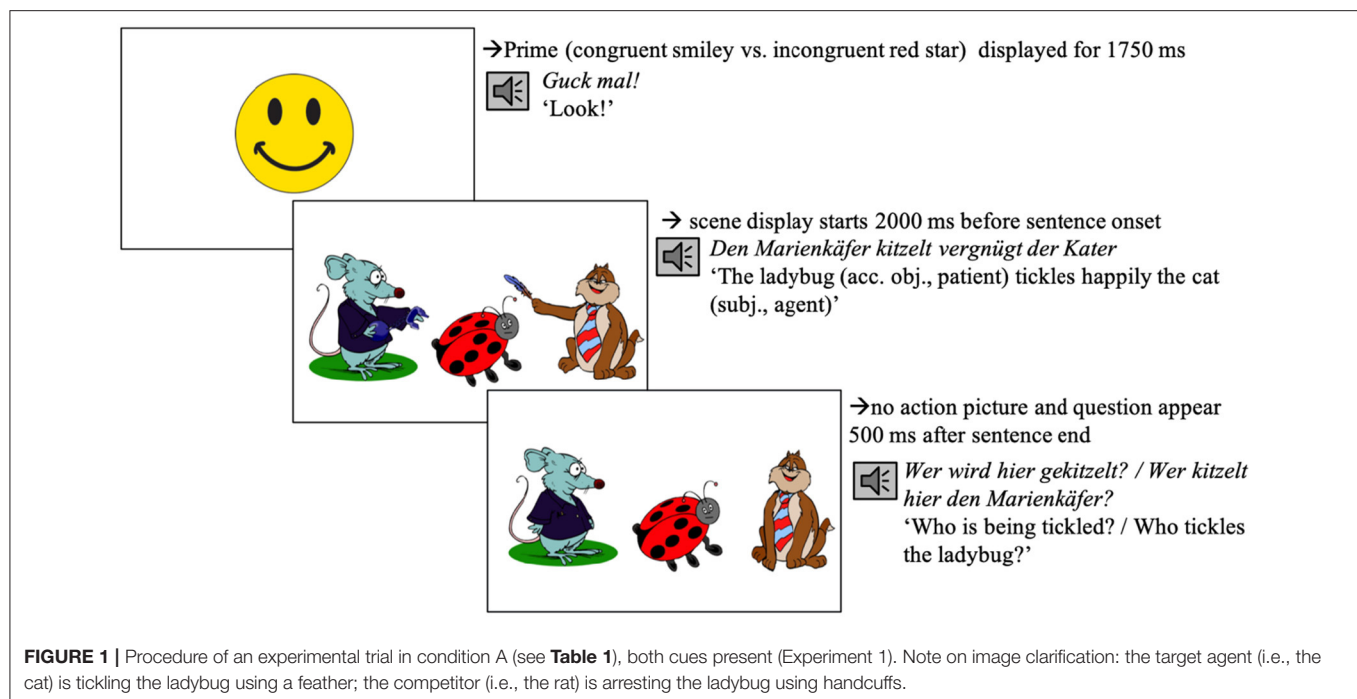 →Prime (congruent smiley vs. incongruent red star) displayed for 1750 ms
Guck mal!
‘Look!’
→ scene display starts 2000 ms before sentence onset
Den Marienkäfer kitzelt vergnügt der Kater
‘The ladybug (acc. obj., patient) tickles happily the cat
(subj., agent)’
→no action picture and question appear
500 ms after sentence end
Wer wird hier gekitzelt? / Wer kitzelt
hier den Marienkäfer?
‘Who is being tickled? / Who tickles
the ladybug?’
FIGURE 1 | Procedure of an experimental trial in condition A (see Table 1), both cues present (Experiment 1). Note on image clarification: the target agent (i.e., the
cat) is tickling the ladybug using a feather; the competitor (i.e., the rat) is arresting the ladybug using handcuffs.